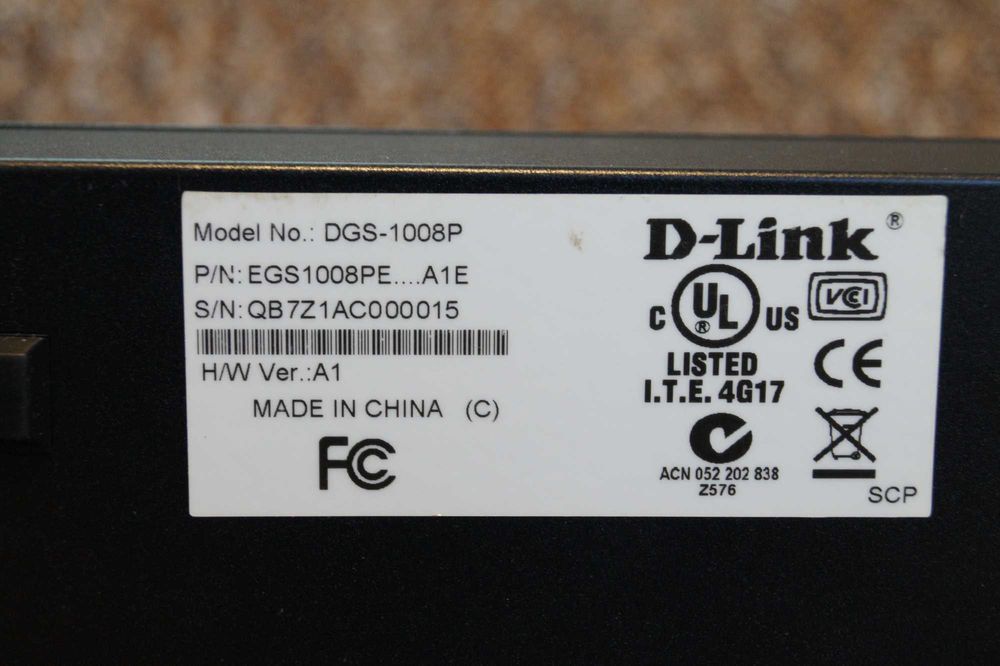 Model No.: DGS-1008P
P/N: EGS1008PE....A1E
S/N: QB7Z1AC000015
H/W Ver.:A1
MADE IN CHINA (C)
FC
D-Link®
C UL® US
VCCI
LISTED
I.T.E. 4G17
CE
ACN 052 202 838
Z576
SCP